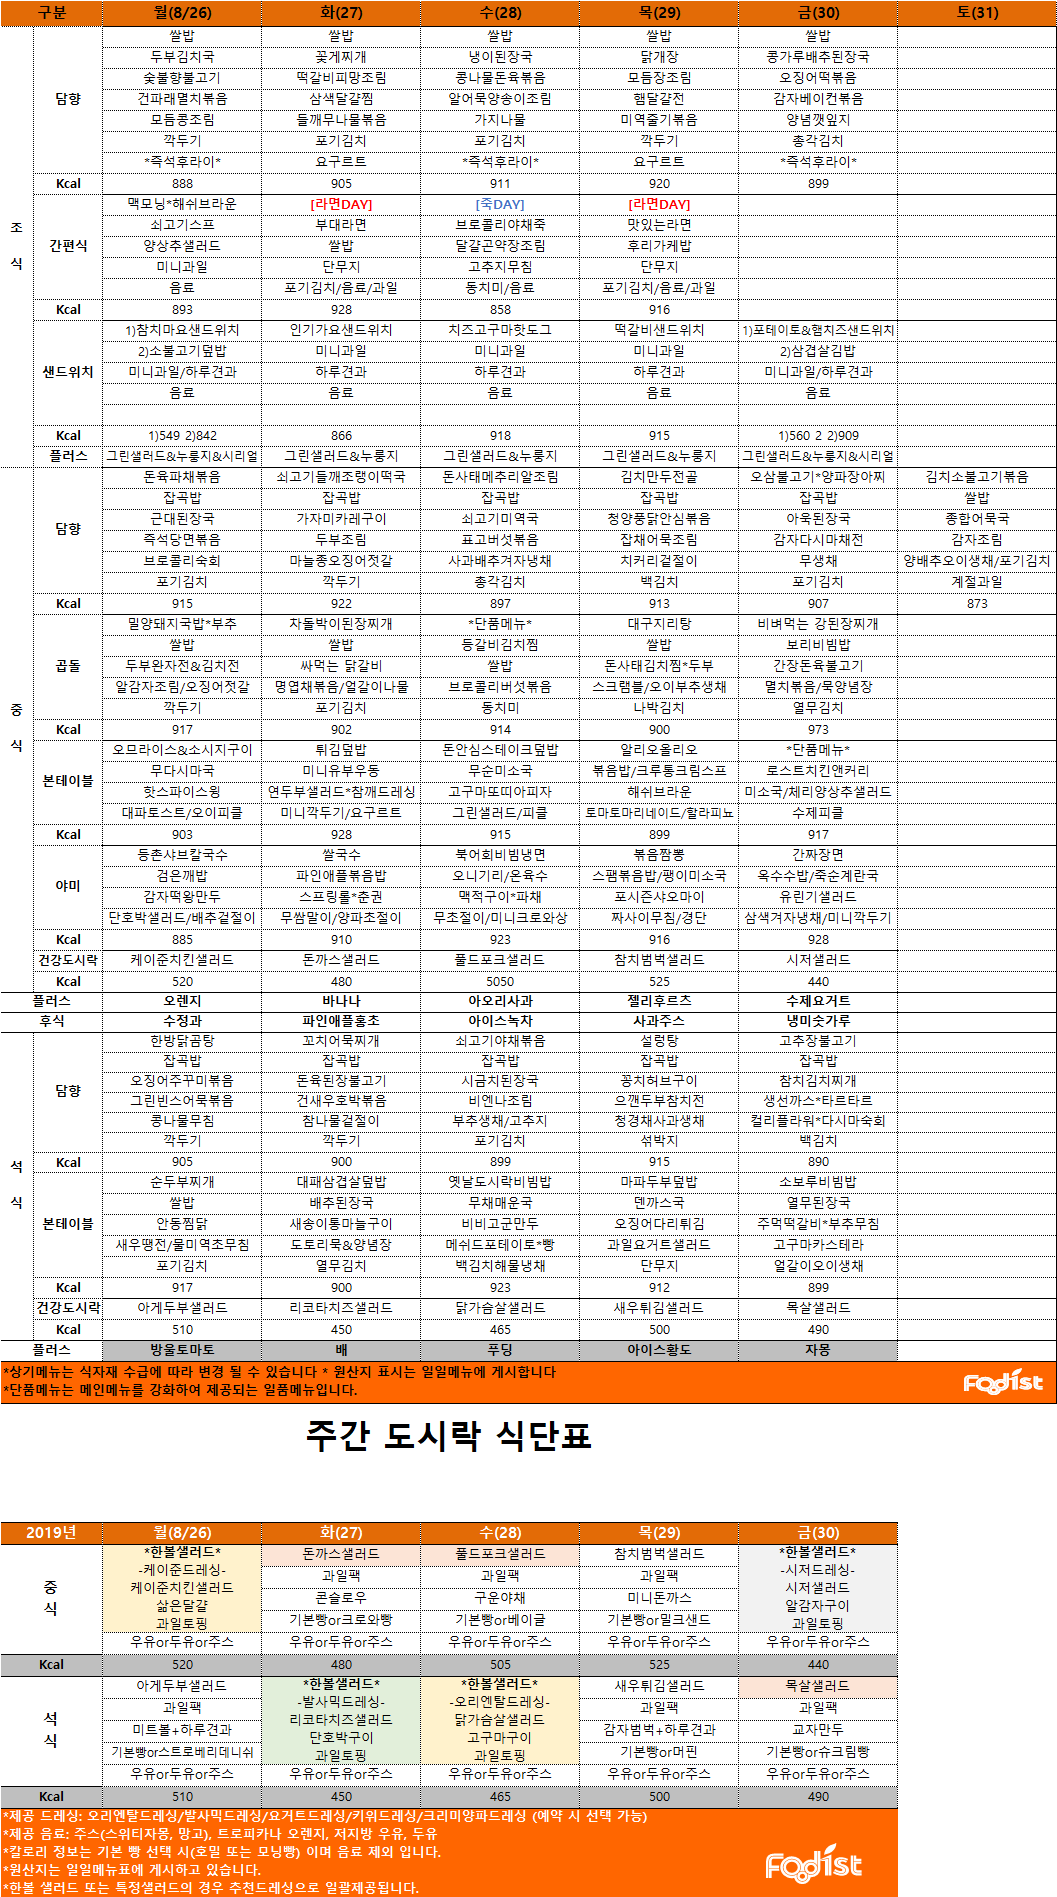 구분 월(8/26) 화(27) 수(28) 목(29) 금(30) 토(31)
쌀밥 쌀밥 쌀밥 쌀밥 쌀밥
두부김치국 꽃게찌개 냉이된장국 닭개장 콩가루배추된장국
숯불향불고기 떡갈비피망조림 콩나물돈육볶음 모듬장조림 오징어떡볶음
담향 건파래멸치볶음 삼색달걀찜 알어묵양송이조림 햄달걀전 감자베이컨볶음
모듬콩조림 들깨무나물볶음 가지나물 미역줄기볶음 양념깻잎지
깍두기 포기김치 포기김치 깍두기 총각김치
*즉석후라이* 요구르트 *즉석후라이* 요구르트 *즉석후라이*
Kcal 888 905 911 920 899
조식
맥모닝*해쉬브라운 [라면DAY] [죽DAY] [라면DAY]
쇠고기스프 부대라면 브로콜리야채죽 맛있는라면
간편식 양상추샐러드 쌀밥 달걀곤약장조림 후리가케밥
미니과일 단무지 고추지무침 단무지
음료 포기김치/음료/과일 동치미/음료 포기김치/음료/과일
Kcal 893 928 858 916
1)참치마요샌드위치 인기가요샌드위치 치즈고구마핫도그 떡갈비샌드위치 1)포테이토&햄치즈샌드위치
2)소불고기덮밥 미니과일 미니과일 미니과일 2)삼겹살김밥
샌드위치 미니과일/하루견과 하루견과 하루견과 하루견과 미니과일/하루견과
음료 음료 음료 음료 음료
Kcal 1)549 2)842 866 918 915 1)560 2 2)909
플러스 그린샐러드&누룽지&시리얼 그린샐러드&누룽지 그린샐러드&누룽지 그린샐러드&누룽지 그린샐러드&누룽지&시리얼
돈육파채볶음 쇠고기들깨조랭이떡국 돈사태메추리알조림 김치만두전골 오삼불고기*양파장아찌 김치소불고기볶음
잡곡밥 잡곡밥 잡곡밥 잡곡밥 잡곡밥 쌀밥
담향 근대된장국 가자미카레구이 쇠고기미역국 청양풍닭안심볶음 아욱된장국 종합어묵국
즉석당면볶음 두부조림 표고버섯볶음 잡채어묵조림 감자다시마채전 감자조림
브로콜리숙회 마늘종오징어젓갈 사과배추겨자냉채 치커리겉절이 무생채 양배추오이생채/포기김치
포기김치 깍두기 총각김치 백김치 포기김치 계절과일
Kcal 915 922 897 913 907 873
밀양돼지국밥*부추 차돌박이된장찌개 *단품메뉴* 대구지리탕 비벼먹는 강된장찌개
쌀밥 쌀밥 등갈비김치찜 쌀밥 보리비빔밥
곱돌 두부완자전&김치전 싸먹는 닭갈비 쌀밥 돈사태김치찜*두부 간장돈육불고기
알감자조림/오징어젓갈 명엽채볶음/얼갈이나물 브로콜리버섯볶음 스크램블/오이부추생채 멸치볶음/묵양념장
깍두기 포기김치 동치미 나박김치 열무김치
중식
Kcal 917 902 914 900 973
오므라이스&소시지구이 튀김덮밥 돈안심스테이크덮밥 알리오올리오 *단품메뉴*
본테이블 무다시마국 미니유부우동 무순미소국 볶음밥/크루통크림스프 로스트치킨앤커리
핫스파이스윙 연두부샐러드*참깨드레싱 고구마또띠아피자 해쉬브라운 미소국/체리양상추샐러드
대파토스트/오이피클 미니깍두기/요구르트 그린샐러드/피클 토마토마리네이드/할라피뇨 수제피클
Kcal 903 928 915 899 917
등촌샤브칼국수 쌀국수 북어회비빔냉면 볶음짬뽕 간짜장면
야미 검은깨밥 파인애플볶음밥 오니기리/온육수 스팸볶음밥/팽이미소국 옥수수밥/죽순계란국
감자떡왕만두 스프링롤*춘권 맥적구이*파채 포시즌샤오마이 유린기샐러드
단호박샐러드/배추겉절이 무쌈말이/양파초절이 무초절이/미니크로와상 짜사이무침/경단 삼색겨자냉채/미니깍두기
Kcal 885 910 923 916 928
건강도시락 케이준치킨샐러드 돈까스샐러드 풀드포크샐러드 참치범벅샐러드 시저샐러드
Kcal 520 480 5050 525 440
플러스 오렌지 바나나 아오리사과 젤리후르츠 수제요거트
후식 수정과 파인애플홍초 아이스녹차 사과주스 냉미숫가루
한방닭곰탕 꼬치어묵찌개 쇠고기야채볶음 설렁탕 고추장불고기
잡곡밥 잡곡밥 잡곡밥 잡곡밥 잡곡밥
담향 오징어주꾸미볶음 돈육된장불고기 시금치된장국 꽁치허브구이 참치김치찌개
그린빈스어묵볶음 건새우호박볶음 비엔나조림 으깬두부참치전 생선까스*타르타르
콩나물무침 참나물겉절이 부추생채/고추지 청경채사과생채 컬리플라워*다시마숙회
깍두기 깍두기 포기김치 섞박지 백김치
Kcal 905 900 899 915 890
석식
순두부찌개 대패삼겹살덮밥 옛날도시락비빔밥 마파두부덮밥 소보루비빔밥
쌀밥 배추된장국 무채매운국 덴까스국 열무된장국
본테이블 안동찜닭 새송이통마늘구이 비비고군만두 오징어다리튀김 주먹떡갈비*부추무침
새우땡전/물미역초무침 도토리묵&양념장 메쉬드포테이토*빵 과일요거트샐러드 고구마카스테라
포기김치 열무김치 백김치해물냉채 단무지 얼갈이오이생채
Kcal 917 900 923 912 899
건강도시락 아게두부샐러드 리코타치즈샐러드 닭가슴살샐러드 새우튀김샐러드 목살샐러드
Kcal 510 450 465 500 490
플러스 방울토마토 배 푸딩 아이스황도 자몽
*상기메뉴는 식자재 수급에 따라 변경 될 수 있습니다 * 원산지 표시는 일일메뉴에 게시합니다
*단품메뉴는 메인메뉴를 강화하여 제공되는 일품메뉴입니다.
Fodist
주간 도시락 식단표
2019년 월(8/26) 화(27) 수(28) 목(29) 금(30)
*한볼샐러드* 돈까스샐러드 풀드포크샐러드 참치범벅샐러드 *한볼샐러드*
-케이준드레싱- 과일팩 과일팩 과일팩 -시저드레싱-
중식 케이준치킨샐러드 콘슬로우 구운야채 미니돈까스 시저샐러드
삶은달걀 알감자구이
과일토핑 기본빵or크로와빵 기본빵or베이글 기본빵or밀크샌드 과일토핑
우유or두유or주스 우유or두유or주스 우유or두유or주스 우유or두유or주스 우유or두유or주스
Kcal 520 480 505 525 440
아게두부샐러드 *한볼샐러드* *한볼샐러드* 새우튀김샐러드 목살샐러드
과일팩 -발사믹드레싱- -오리엔탈드레싱- 과일팩 과일팩
석식 미트볼+하루견과 리코타치즈샐러드 닭가슴살샐러드 감자범벅+하루견과 교자만두
단호박구이 고구마구이
기본빵or스트로베리데니쉬 과일토핑 과일토핑 기본빵or머핀 기본빵or슈크림빵
우유or두유or주스 우유or두유or주스 우유or두유or주스 우유or두유or주스 우유or두유or주스
Kcal 510 450 465 500 490
*제공 드레싱: 오리엔탈드레싱/발사믹드레싱/요거트드레싱/키위드레싱/크리미양파드레싱 (예약 시 선택 가능)
*제공 음료: 주스(스위티자몽, 망고), 트로피카나 오렌지, 저지방 우유, 두유
*칼로리 정보는 기본 빵 선택 시(호밀 또는 모닝빵) 이며 음료 제외 입니다.
*원산지는 일일메뉴표에 게시하고 있습니다.
*한볼 샐러드 또는 특정샐러드의 경우 추천드레싱으로 일괄제공됩니다.
Fodist